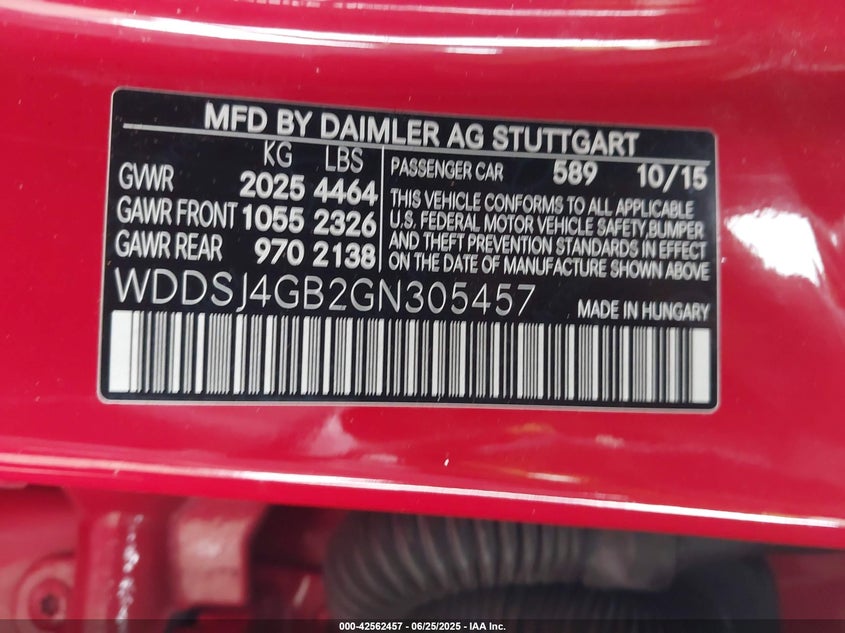 MFD BY DAIMLER AG STUTTGART
KG LBS
GVWR 2025 4464
GAWR FRONT 1055 2326
GAWR REAR 970 2138
PASSENGER CAR 589 10/15
THIS VEHICLE CONFORMS TO ALL APPLICABLE
U.S. FEDERAL MOTOR VEHICLE SAFETY,BUMPER
AND THEFT PREVENTION STANDARDS IN EFFECT
ON THE DATE OF MANUFACTURE SHOWN ABOVE
WDDSJ4GB2GN305457
MADE IN HUNGARY
000-42562457 - 06/25/2025 - IAA Inc.